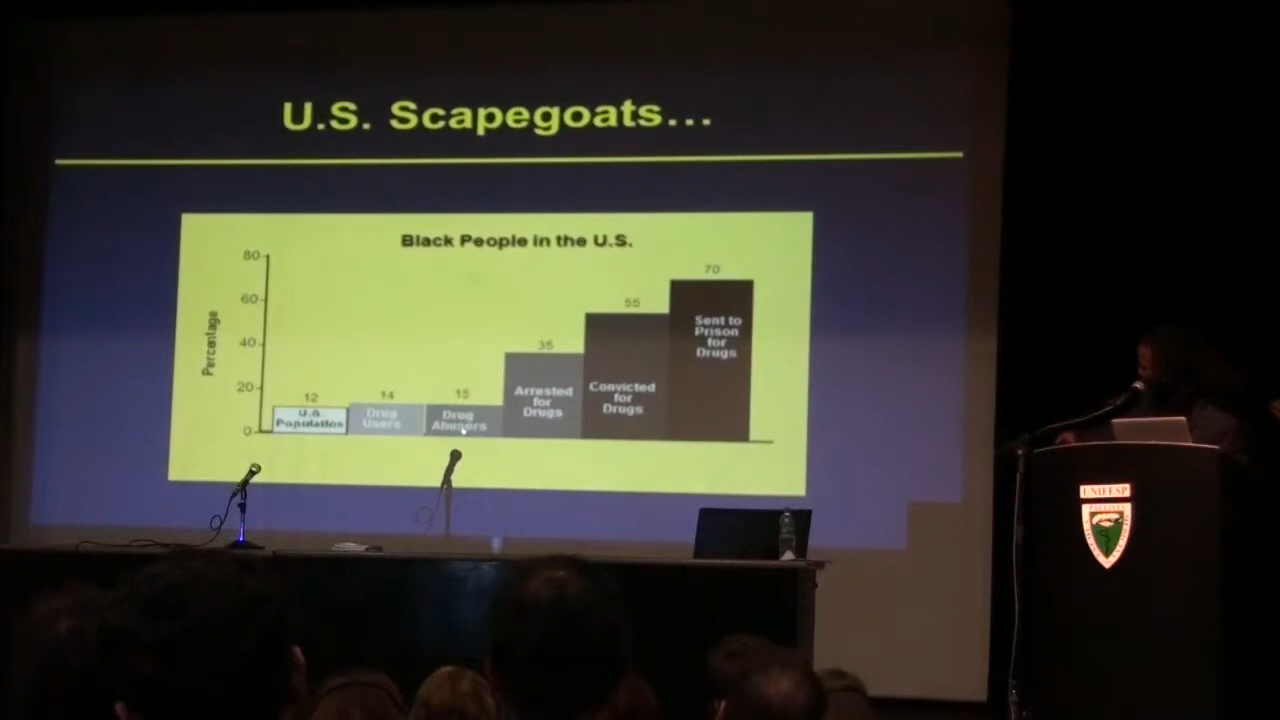 U.S. Scapegoats...
Black People in the U.S.
Percentage
80
60
40
20
0
12
U.S.
Population
14
Drug
Users
15
Drug
Abusers
35
Arrested
for
Drugs
55
Convicted
for
Drugs
70
Sent to
Prison
for
Drugs
UNIFESP